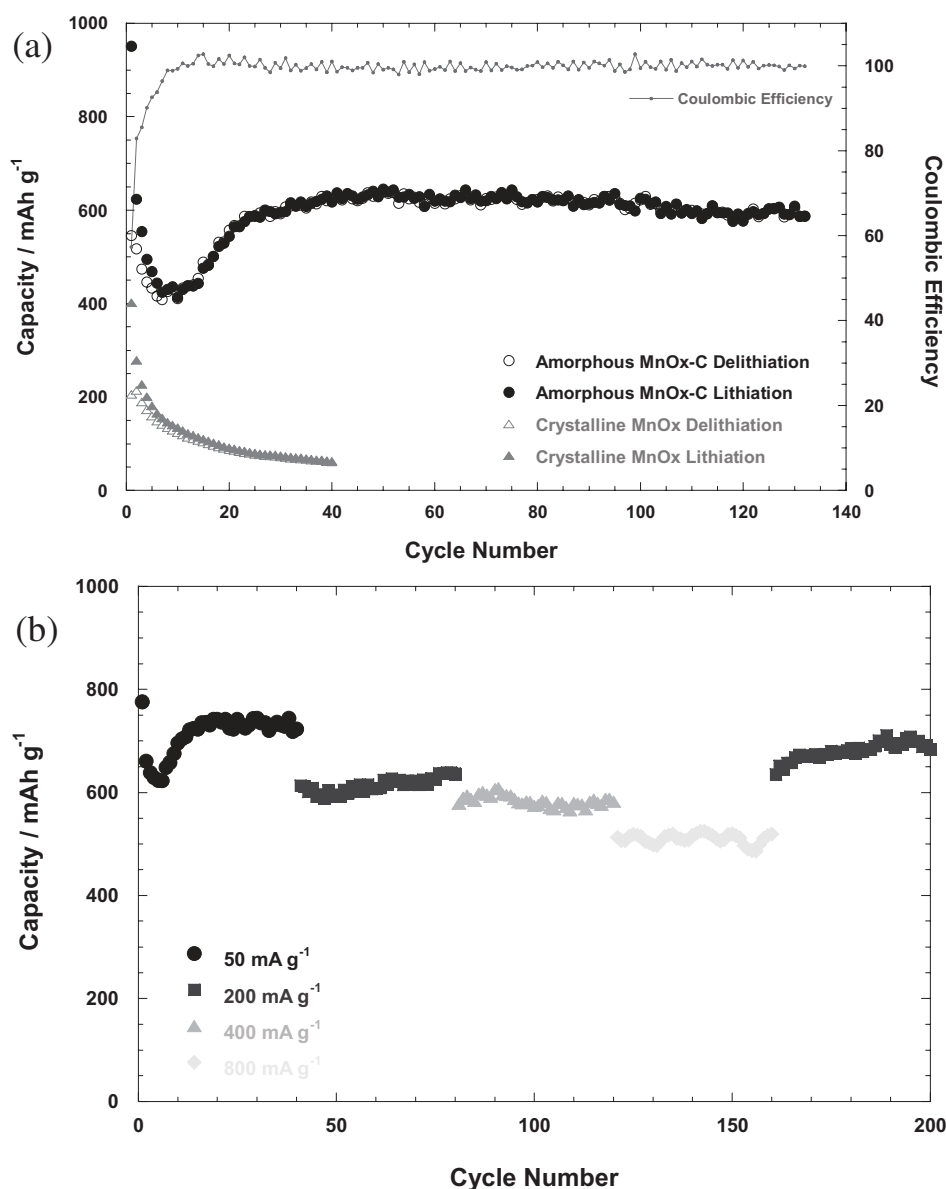 (a)
1000
800
600
400
200
0
Capacity / mAh g-1
100
80
60
40
20
0
Coulombic Efficiency
Coulombic Efficiency
Amorphous MnOx-C Delithiation
Amorphous MnOx-C Lithiation
Crystalline MnOx Delithiation
Crystalline MnOx Lithiation
0 20 40 60 80 100 120 140
Cycle Number
(b)
1000
800
600
400
200
0
Capacity / mAh g-1
50 mA g-1
200 mA g-1
400 mA g-1
800 mA g-1
0 50 100 150 200
Cycle Number